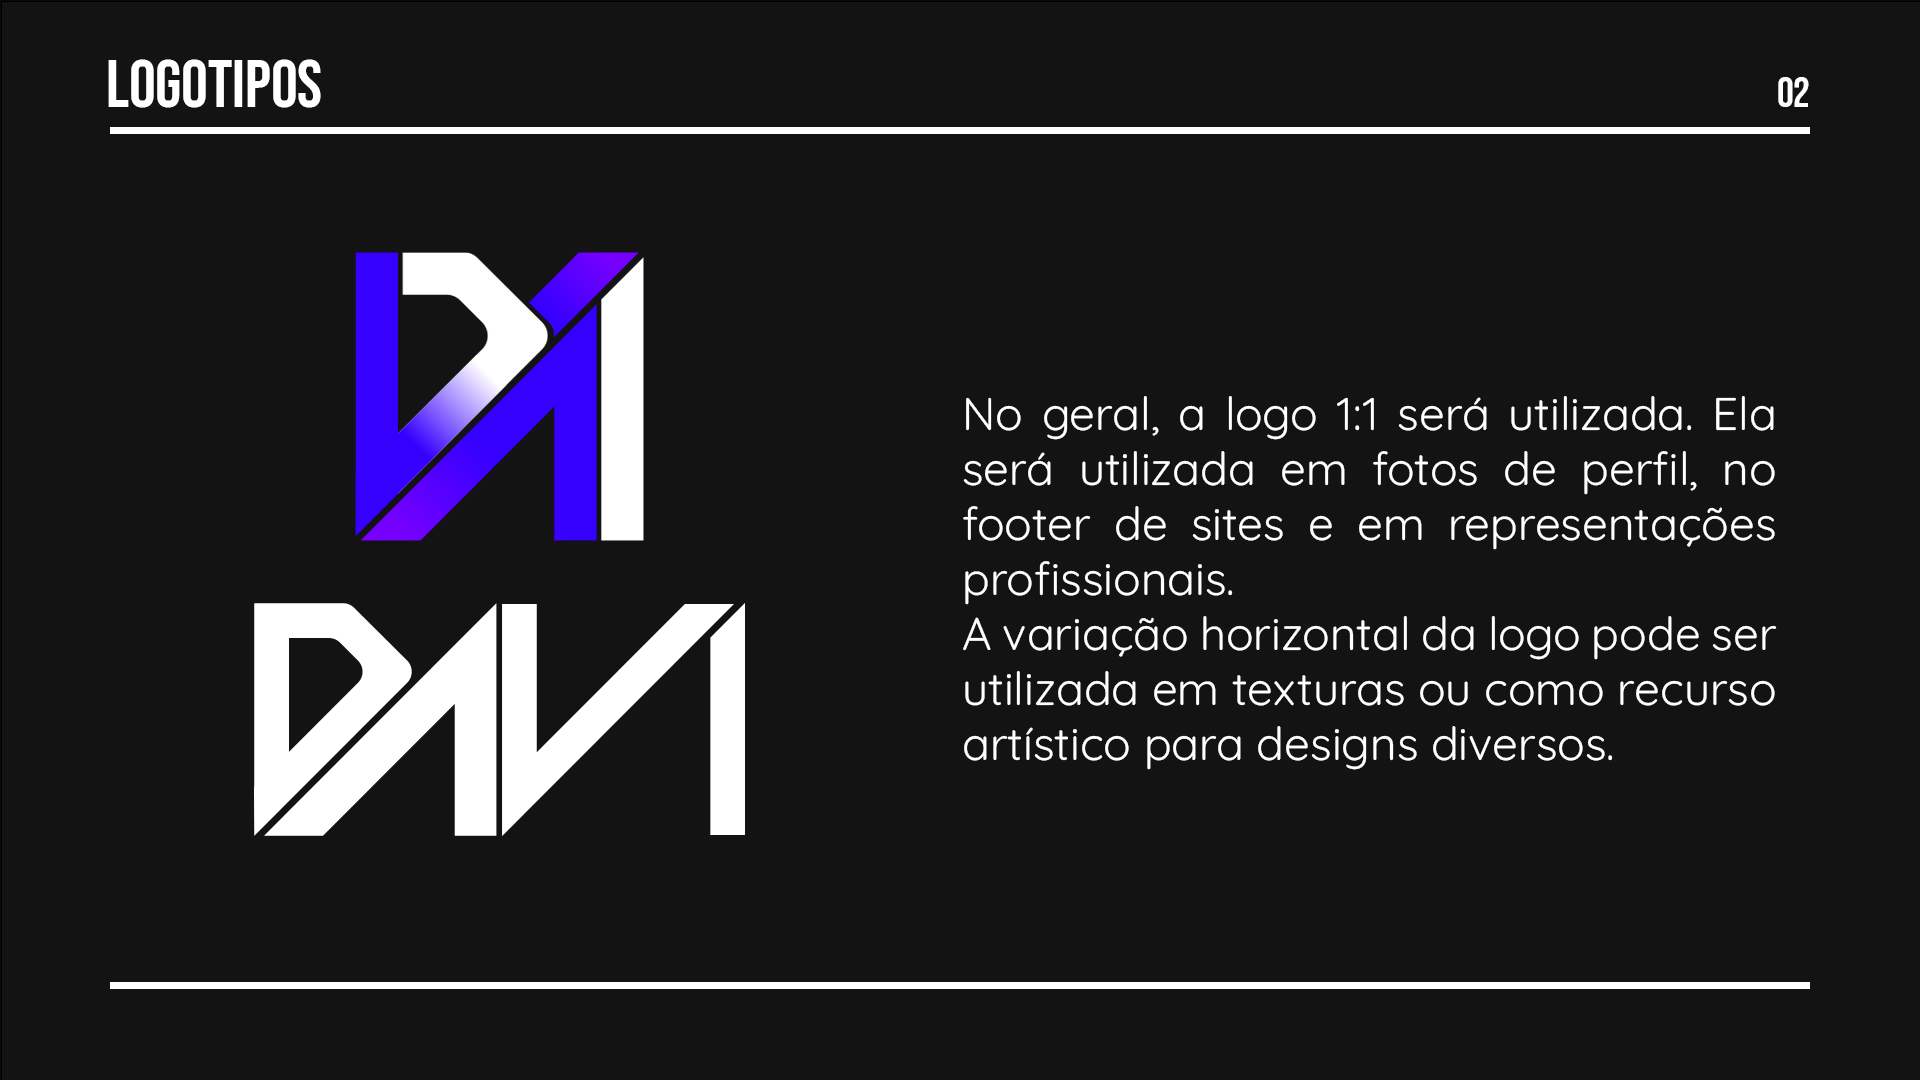 LOGOTIPOS
02
DAVI
No geral, a logo 1:1 será utilizada. Ela
será utilizada em fotos de perfil, no
footer de sites e em representações
profissionais.
A variação horizontal da logo pode ser
utilizada em texturas ou como recurso
artístico para designs diversos.